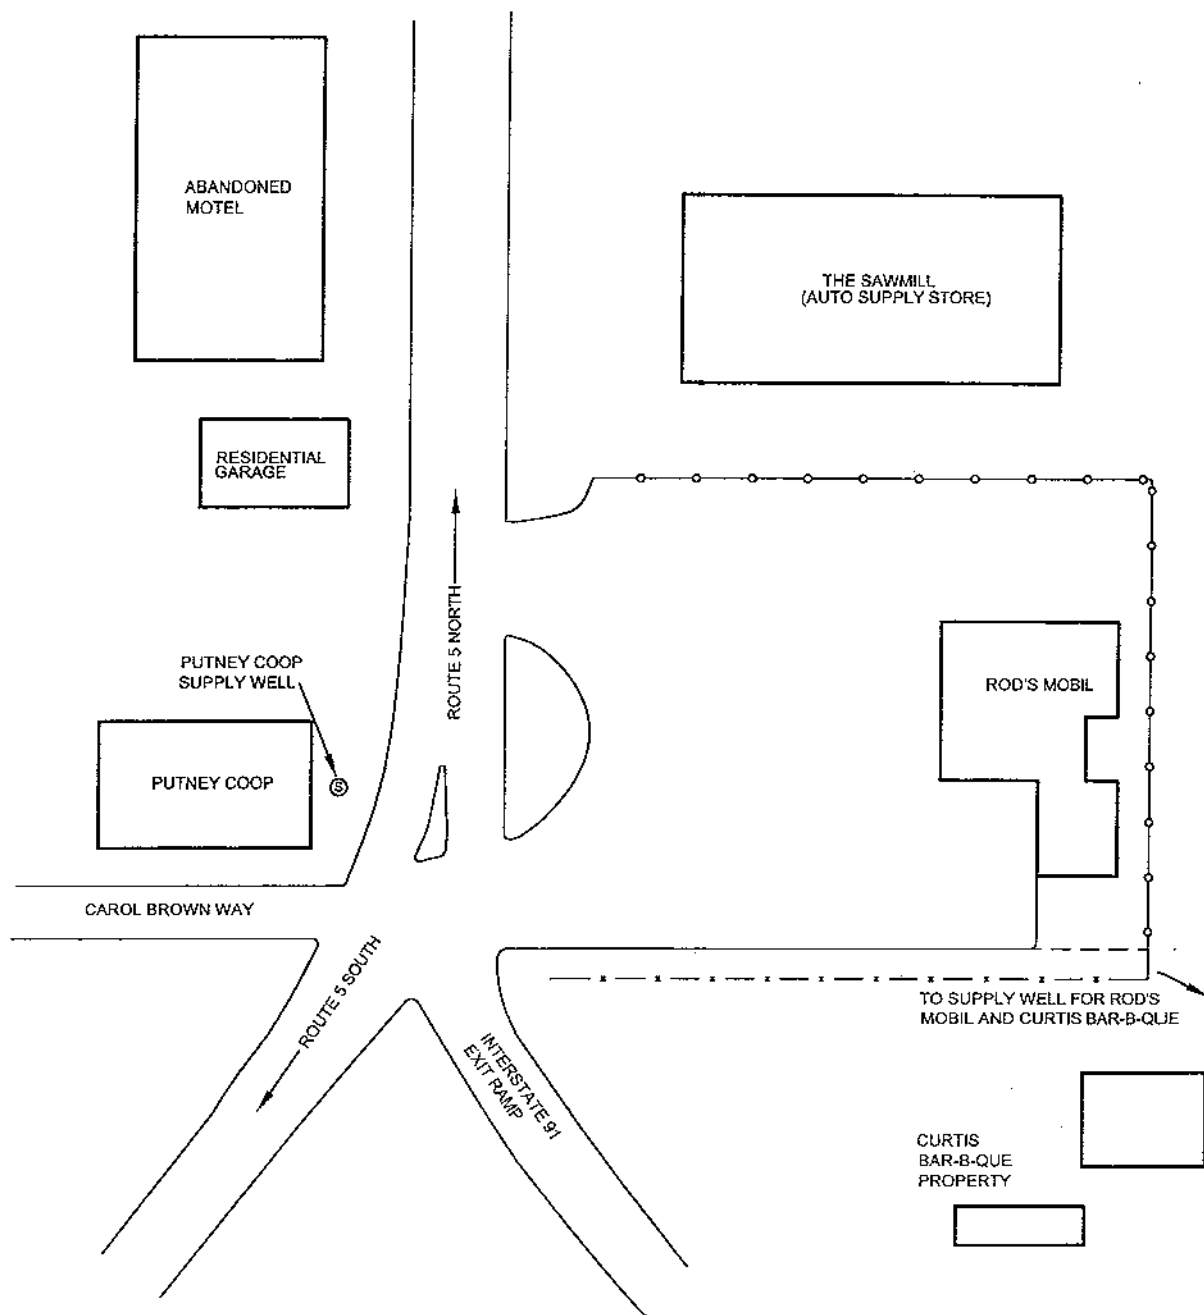 ABANDONED
MOTEL
THE SAWMILL
(AUTO SUPPLY STORE)
RESIDENTIAL
GARAGE
ROUTE 5 NORTH
PUTNEY COOP
SUPPLY WELL
ROD'S MOBIL
PUTNEY COOP
S
CAROL BROWN WAY
ROUTE 5 SOUTH
INTERSTATE 91
EXIT RAMP
TO SUPPLY WELL FOR ROD'S
MOBIL AND CURTIS BAR-B-QUE
CURTIS
BAR-B-QUE
PROPERTY